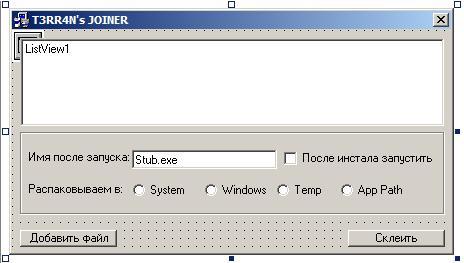 T3RR4N's JOINER
ListView1
Имя после запуска: Stub.exe После инстала запустить
Распаковываем в: System Windows Temp App Path
Добавить файл Склеить